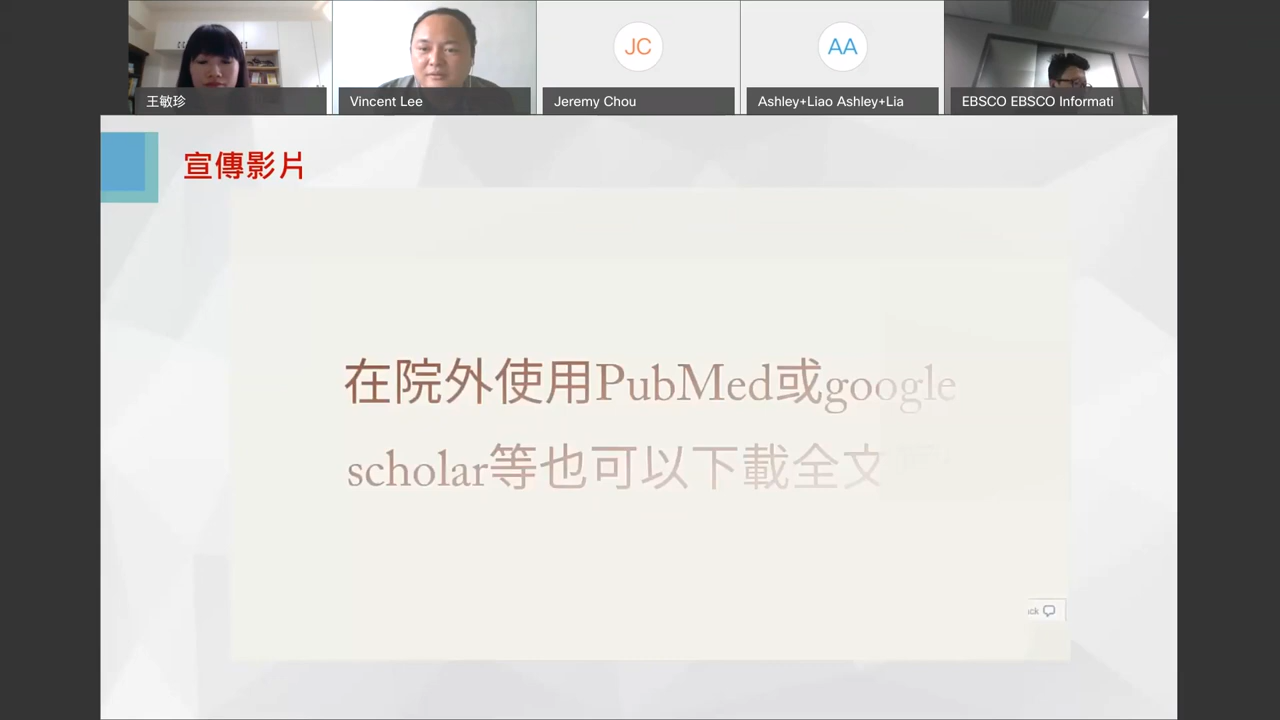 王敏珍
Vincent Lee
JC
Jeremy Chou
AA
Ashley+Liao Ashley+Lia
EBSCO EBSCO Informati
宣傳影片
在院外使用PubMed或google
scholar等也可以下載全文
ck